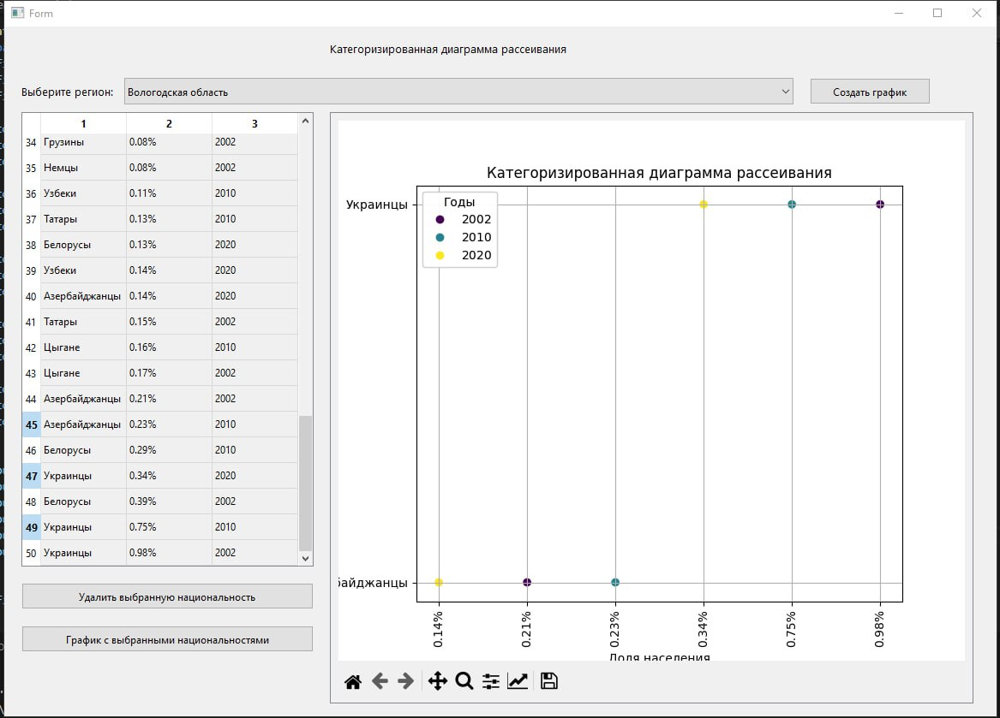 Form
Категоризированная диаграмма рассеивания
Выберите регион: Вологодская область Создать график
1 2 3
34 Грузины 0.08% 2002
35 Немцы 0.08% 2002
36 Узбеки 0.11% 2010
37 Татары 0.13% 2010
38 Белорусы 0.13% 2020
39 Узбеки 0.14% 2020
40 Азербайджанцы 0.14% 2020
41 Татары 0.15% 2002
42 Цыгане 0.16% 2010
43 Цыгане 0.17% 2002
44 Азербайджанцы 0.21% 2002
45 Азербайджанцы 0.23% 2010
46 Белорусы 0.29% 2010
47 Украинцы 0.34% 2020
48 Белорусы 0.39% 2002
49 Украинцы 0.75% 2010
50 Украинцы 0.98% 2002
Удалить выбранную национальность
График с выбранными национальностями
Категоризированная диаграмма рассеивания
Украинцы
Годы
2002
2010
2020
байджанцы
0.14% 0.21% 0.23% 0.34% 0.75% 0.98%
Доля населения